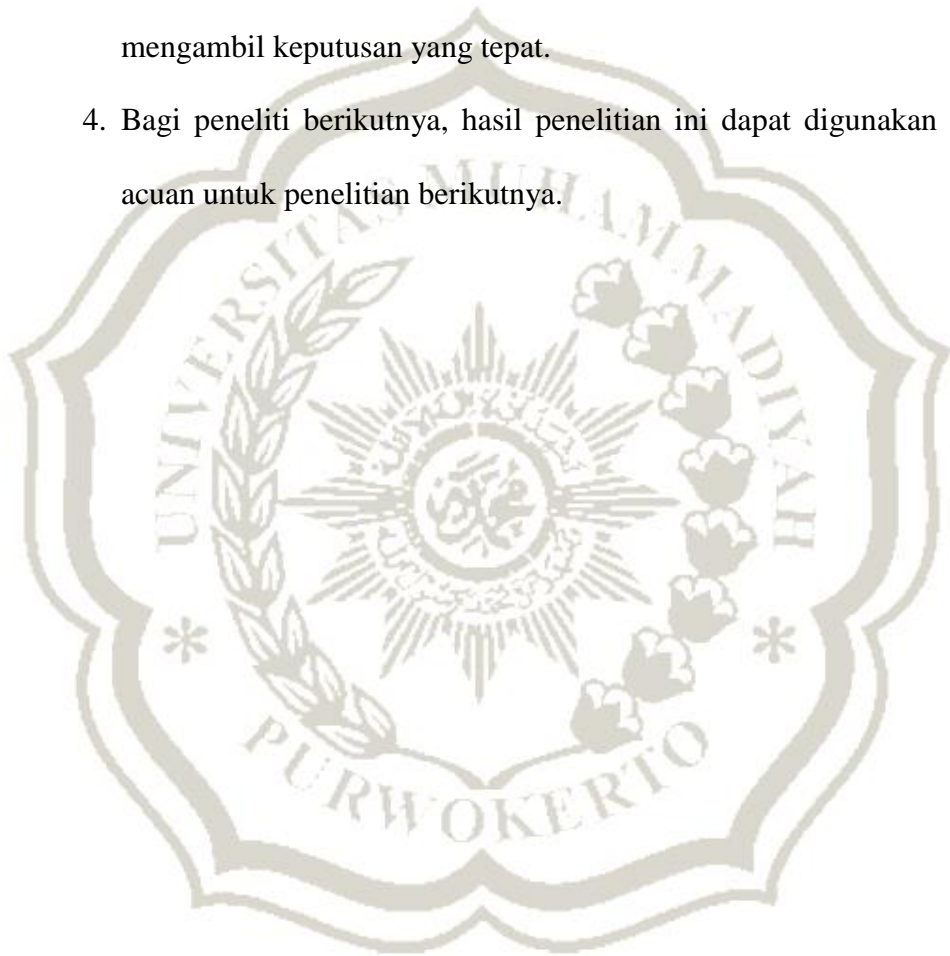 mengambil keputusan yang tepat.
4. Bagi peneliti berikutnya, hasil penelitian ini dapat digunakan
acuan untuk penelitian berikutnya.
UNIVERSITAS MUHAMMADIYAH
PURWOKERTO